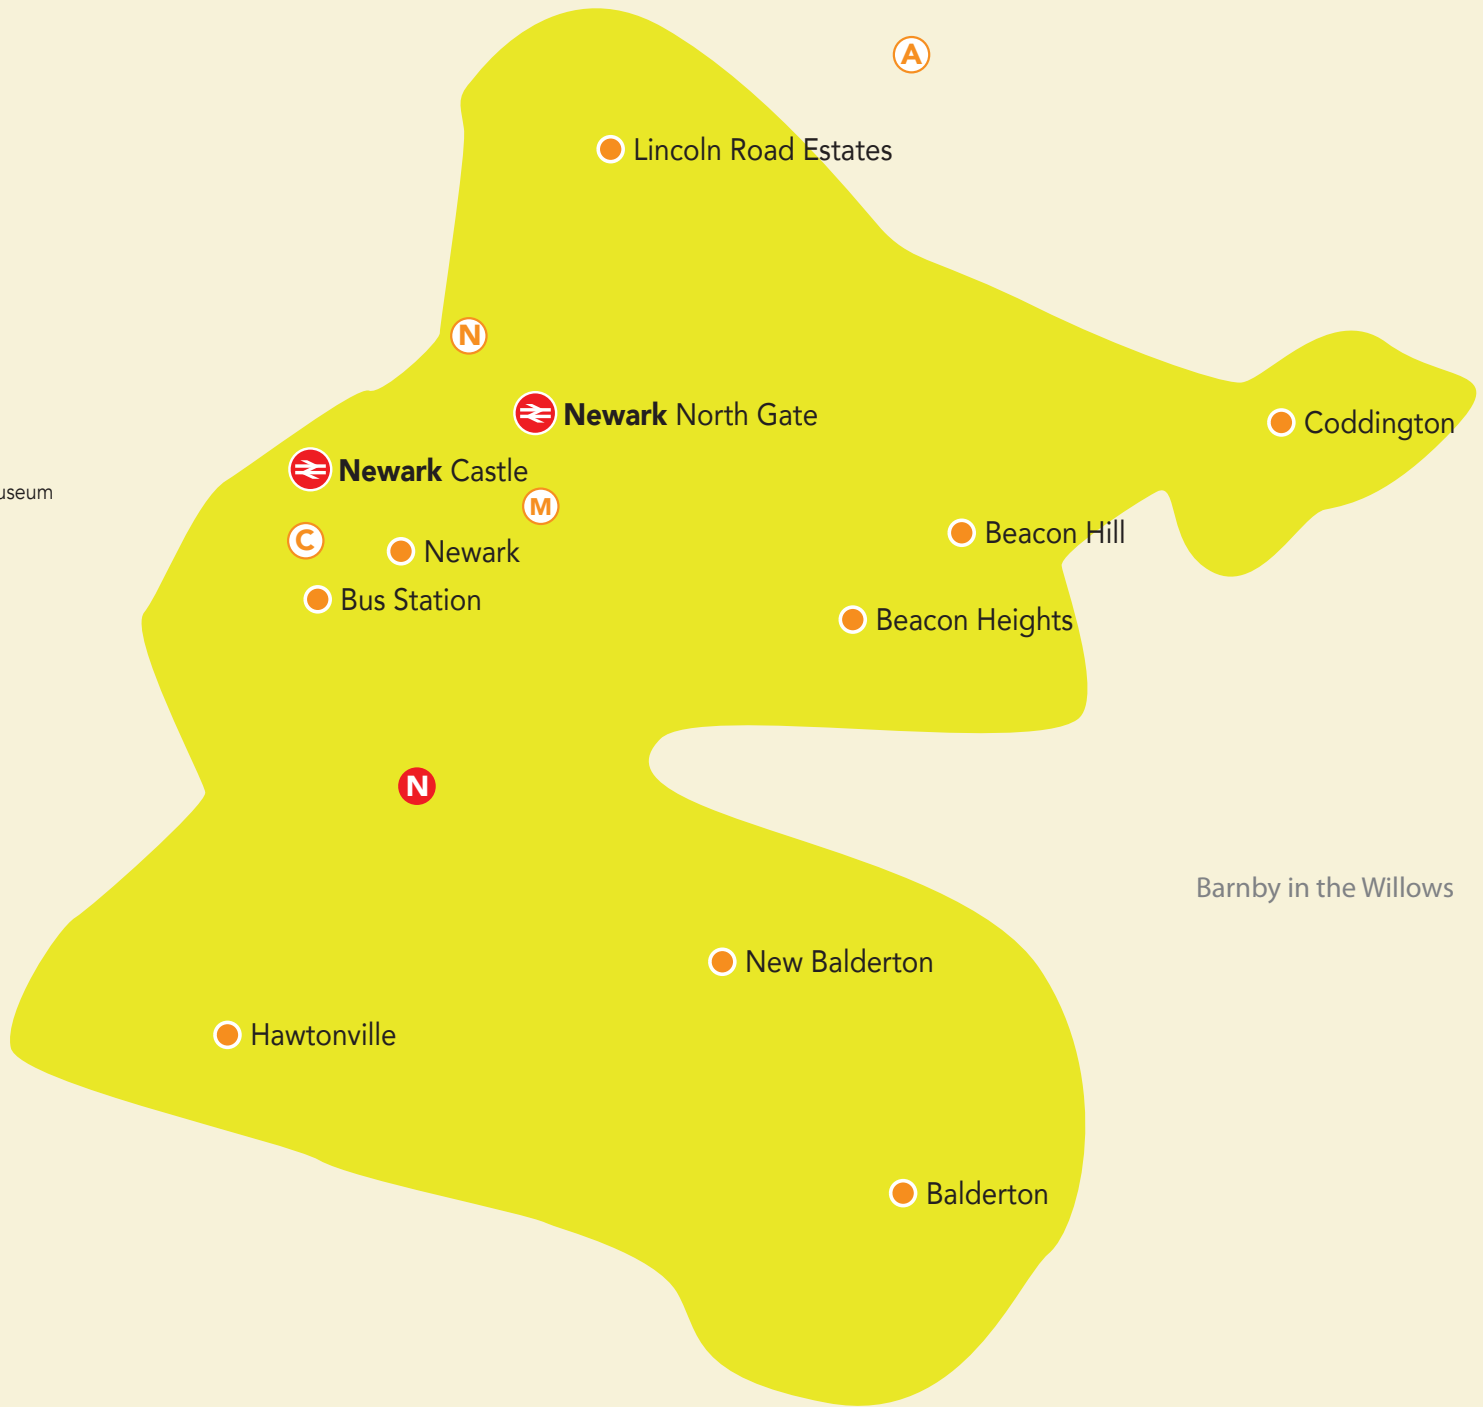 A
Lincoln Road Estates
N
Newark North Gate
Coddington
Newark Castle
M
Beacon Hill
C
Newark
Bus Station
Beacon Heights
N
Barnby in the Willows
New Balderton
Hawtonville
Balderton